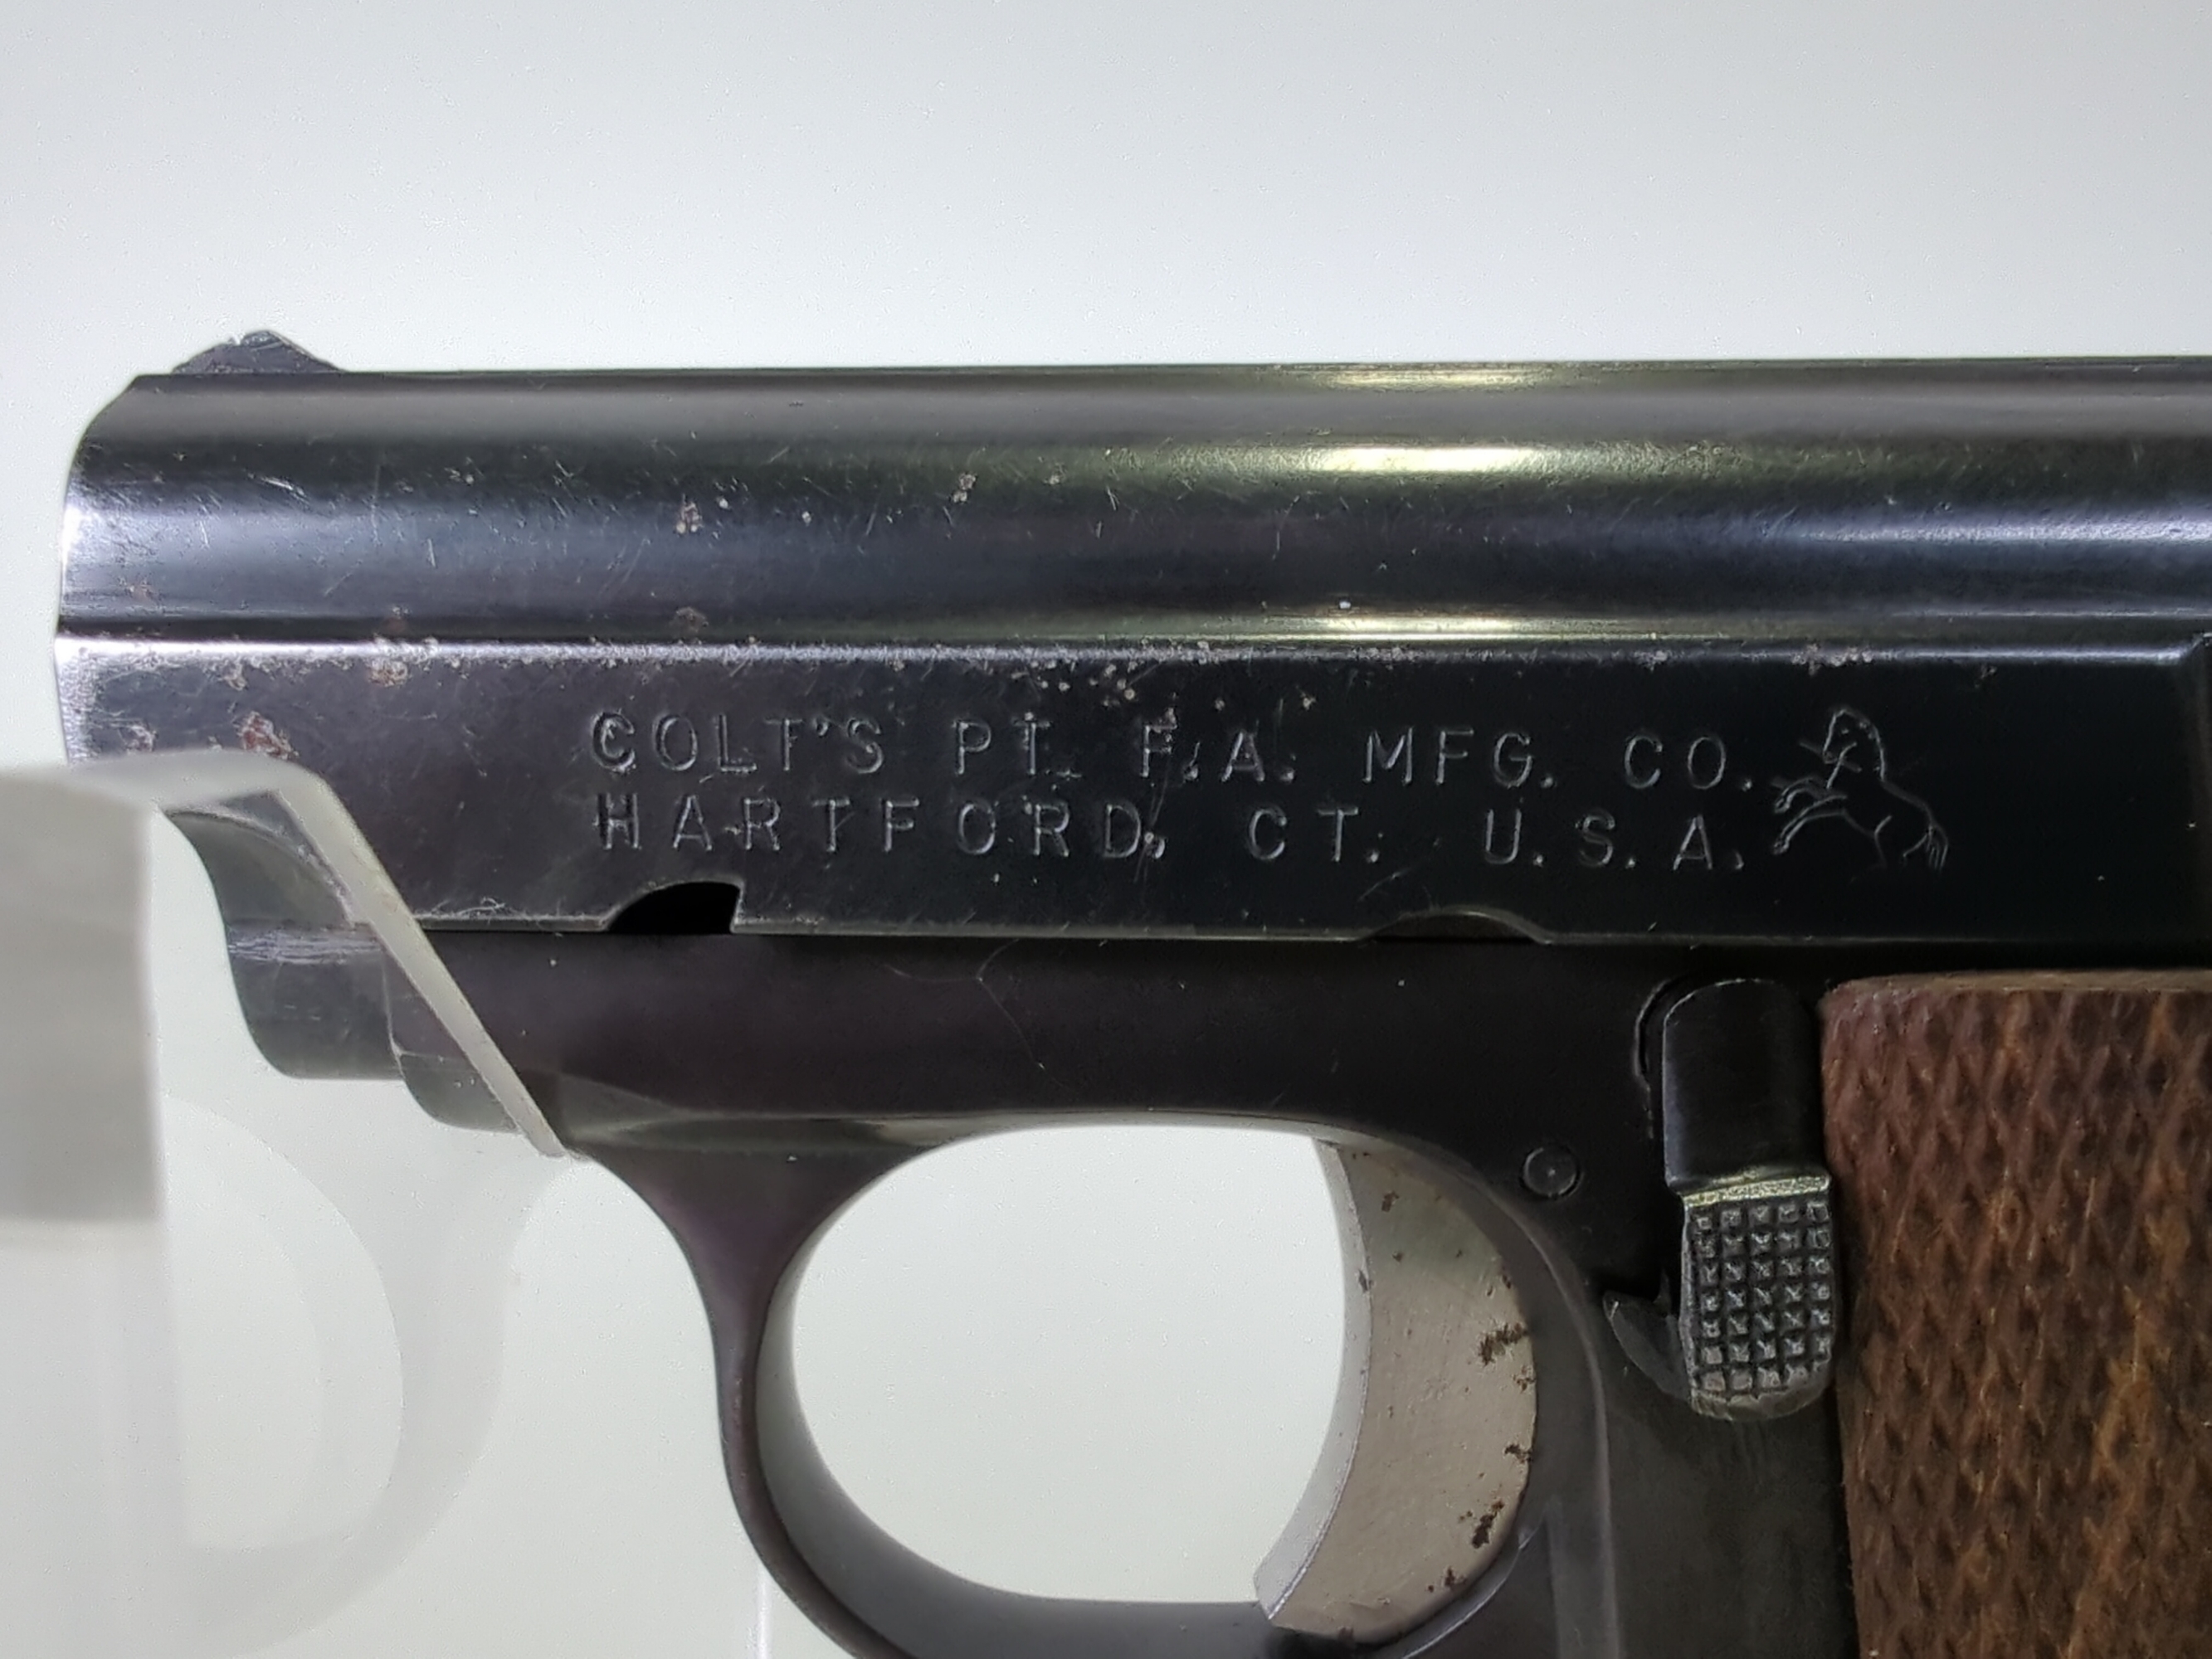 COLT'S PT. F.A. MFG. CO.
HARTFORD, CT. U.S.A.